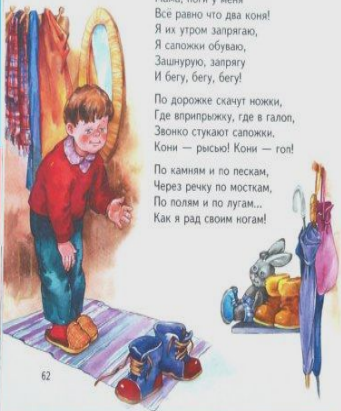 Мама, ноги у меня
Всё равно что два коня!
Я их утром запрягаю,
Я сапожки обуваю,
Зашнурую, запрягу
И бегу, бегу, бегу!
По дорожке скачут ножки,
Где вприпрыжку, где в галоп,
Звонко стукают сапожки.
Кони — рысью! Кони — гоп!
По камням и по пескам,
Через речку по мосткам,
По полям и по лугам...
Как я рад своим ногам!
62